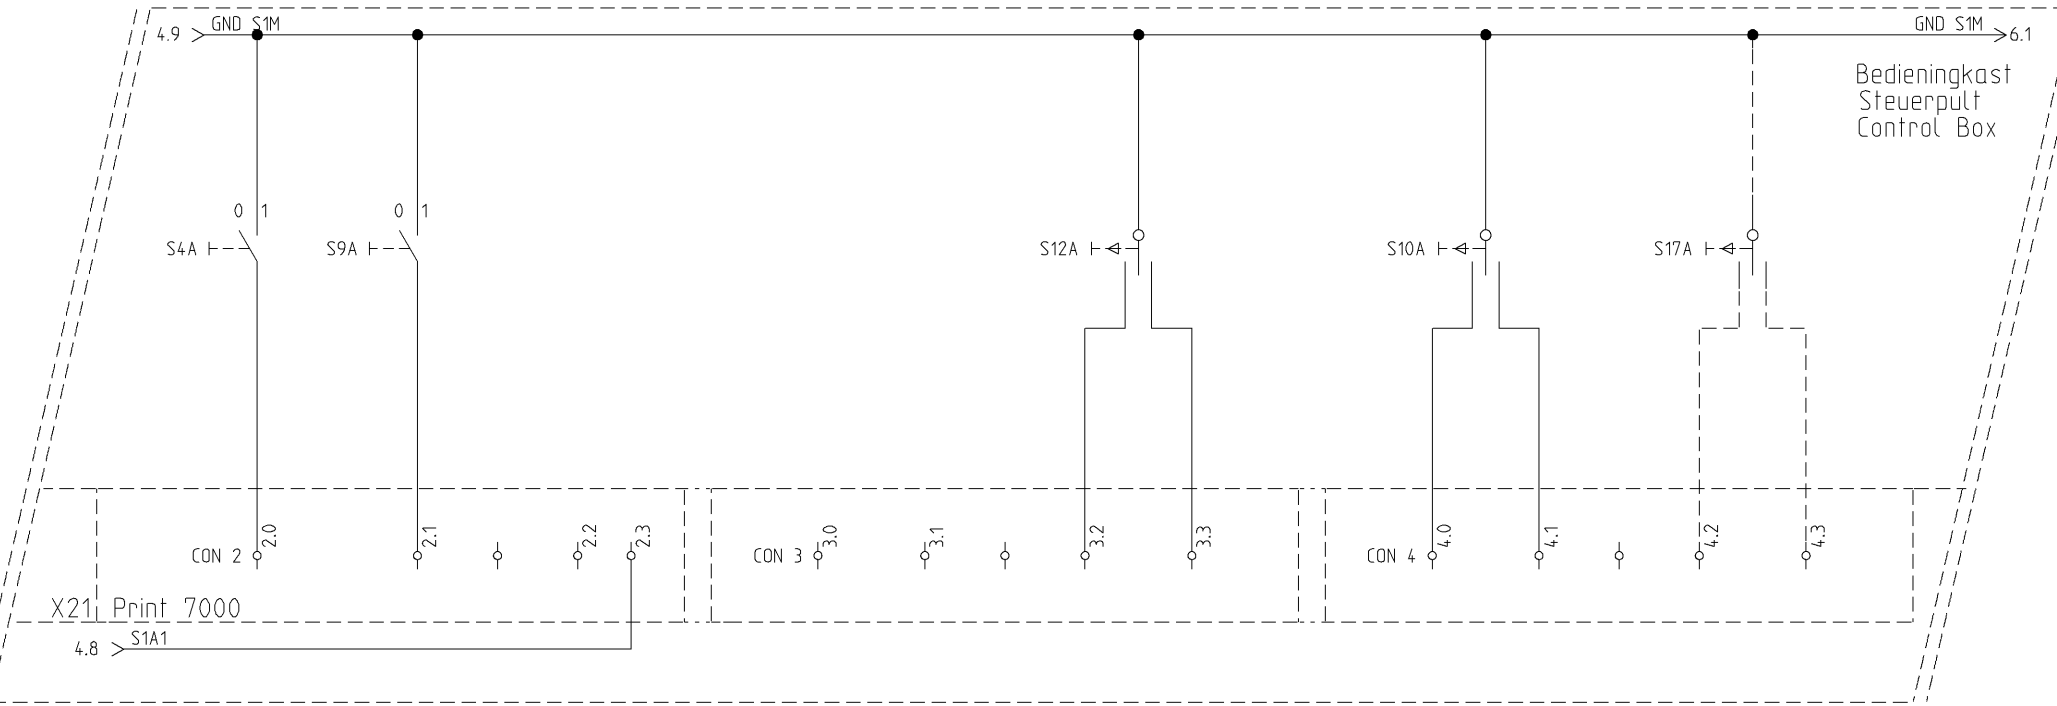 4.9 GND S1M
GND S1M 6.1
Bedieningkast
Steuerpult
Control Box
0 1
0 1
S4A
S9A
S12A
S10A
S17A
CON 2
2.0
2.1
2.2
2.3
CON 3
3.0
3.1
3.2
3.3
CON 4
4.0
4.1
4.2
4.3
X21 Print 7000
4.8 S1A1